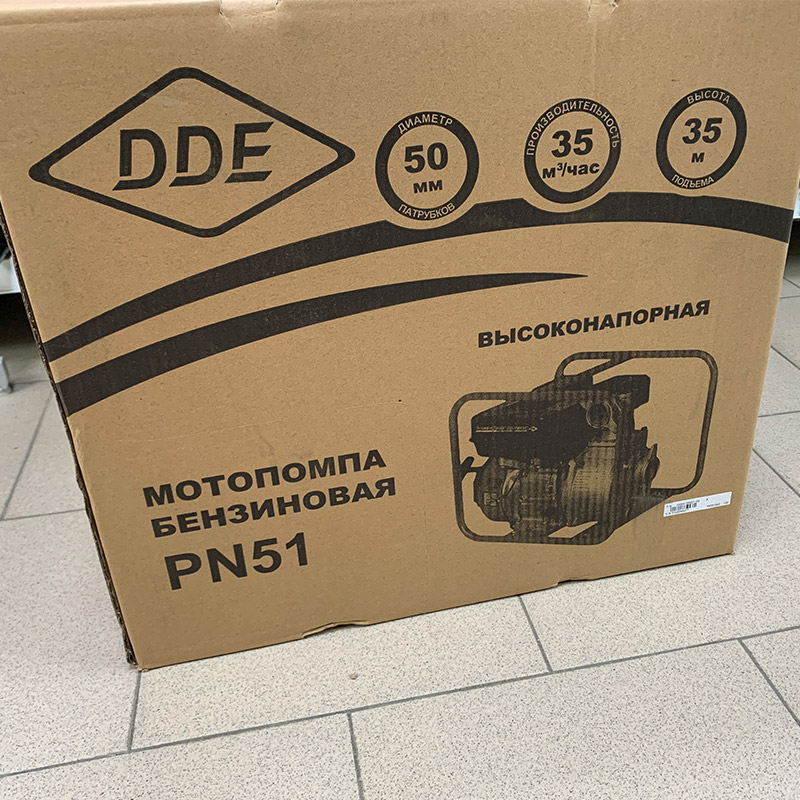 DDE
ДИАМЕТР
50
мм
ПАТРУБКОВ
ПРОИЗВОДИТЕЛЬНОСТЬ
35
м³/час
ВЫСОТА
35
м
ПОДЪЕМА
ВЫСОКОНАПОРНАЯ
МОТОПОМПА
БЕНЗИНОВАЯ
PN51